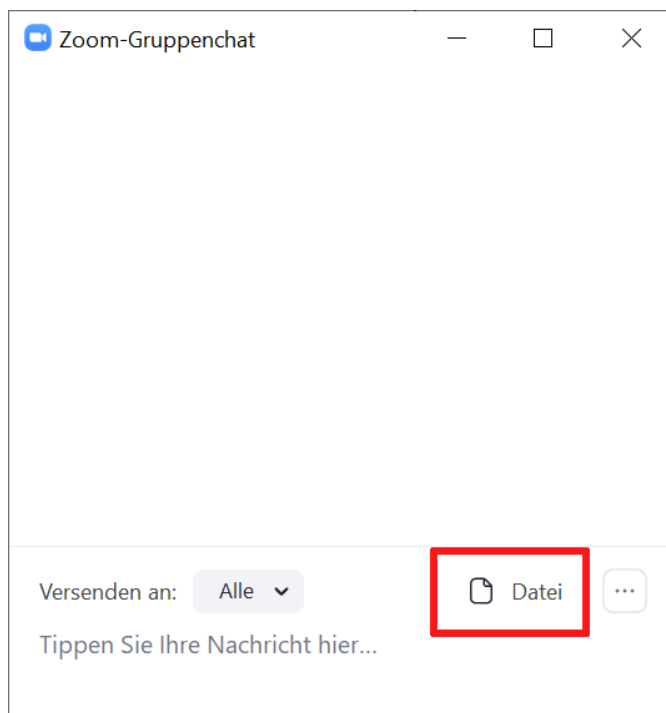 Zoom-Gruppenchat
Versenden an: Alle Datei
Tippen Sie Ihre Nachricht hier...